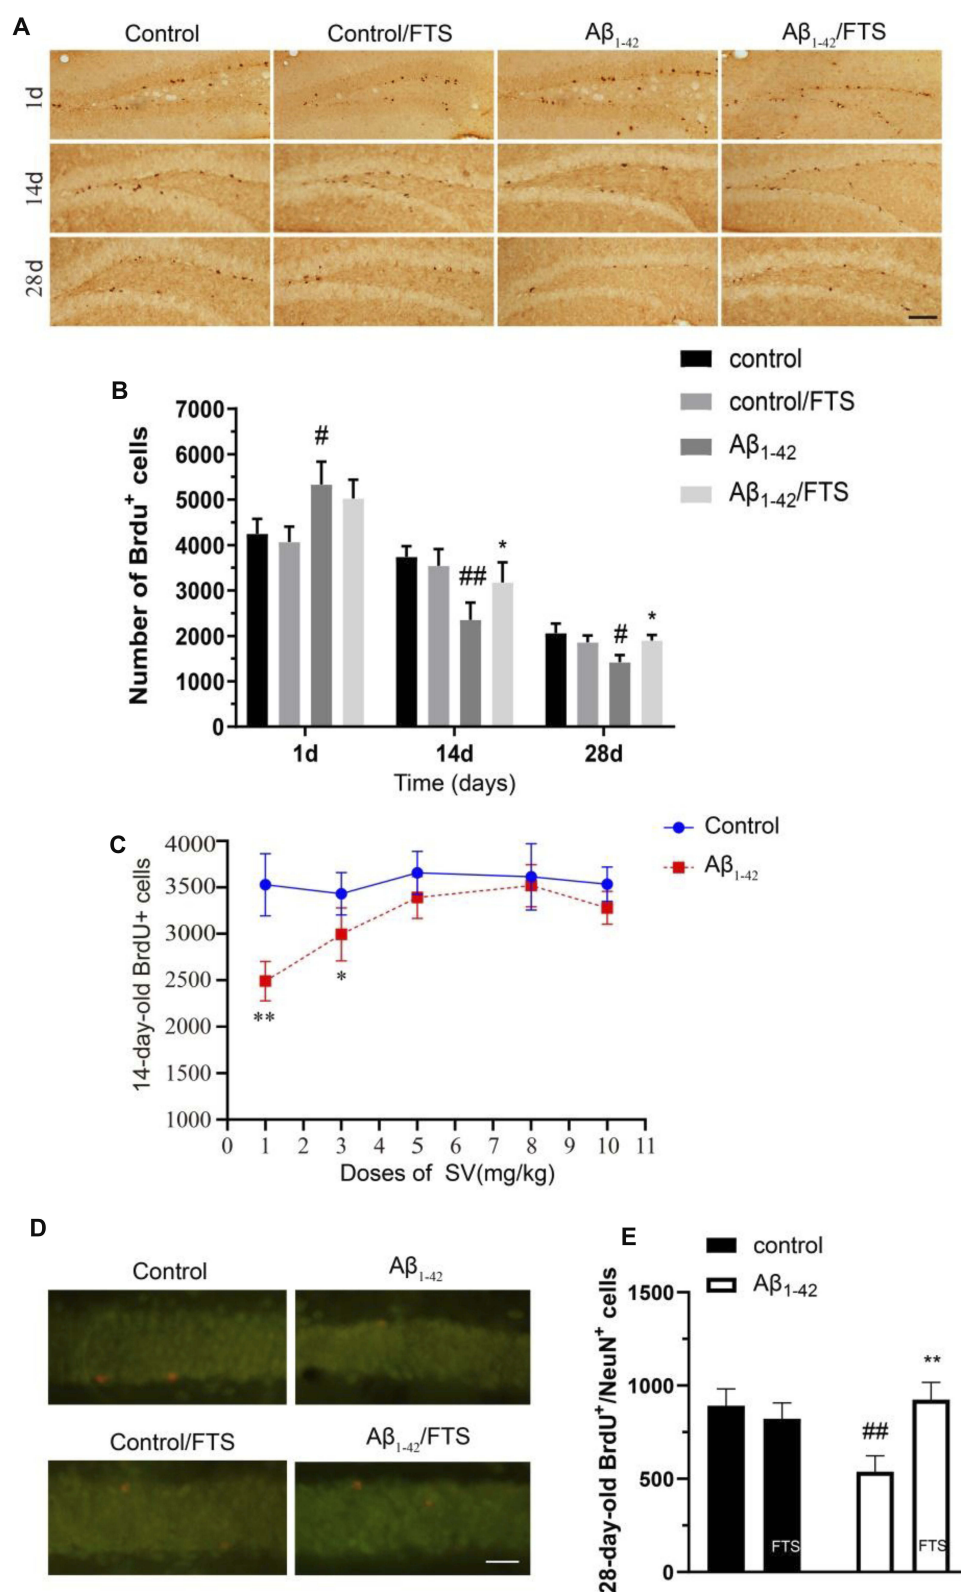 A
Control Control/FTS Aβ1-42 Aβ1-42/FTS
1d
14d
28d
B
control
control/FTS
Aβ1-42
Aβ1-42/FTS
Number of Brdu+ cells
7000
6000
5000
4000
3000
2000
1000
0
#
##
*
#
*
1d 14d 28d
Time (days)
C
Control
Aβ1-42
14-day-old BrdU+ cells
4000
3500
3000
2500
2000
1500
1000
**
*
0 1 2 3 4 5 6 7 8 9 10 11
Doses of SV(mg/kg)
D
Control Aβ1-42
Control/FTS Aβ1-42/FTS
E
control
Aβ1-42
28-day-old BrdU+/NeuN+ cells
1500
1000
500
0
##
**
FTS FTS